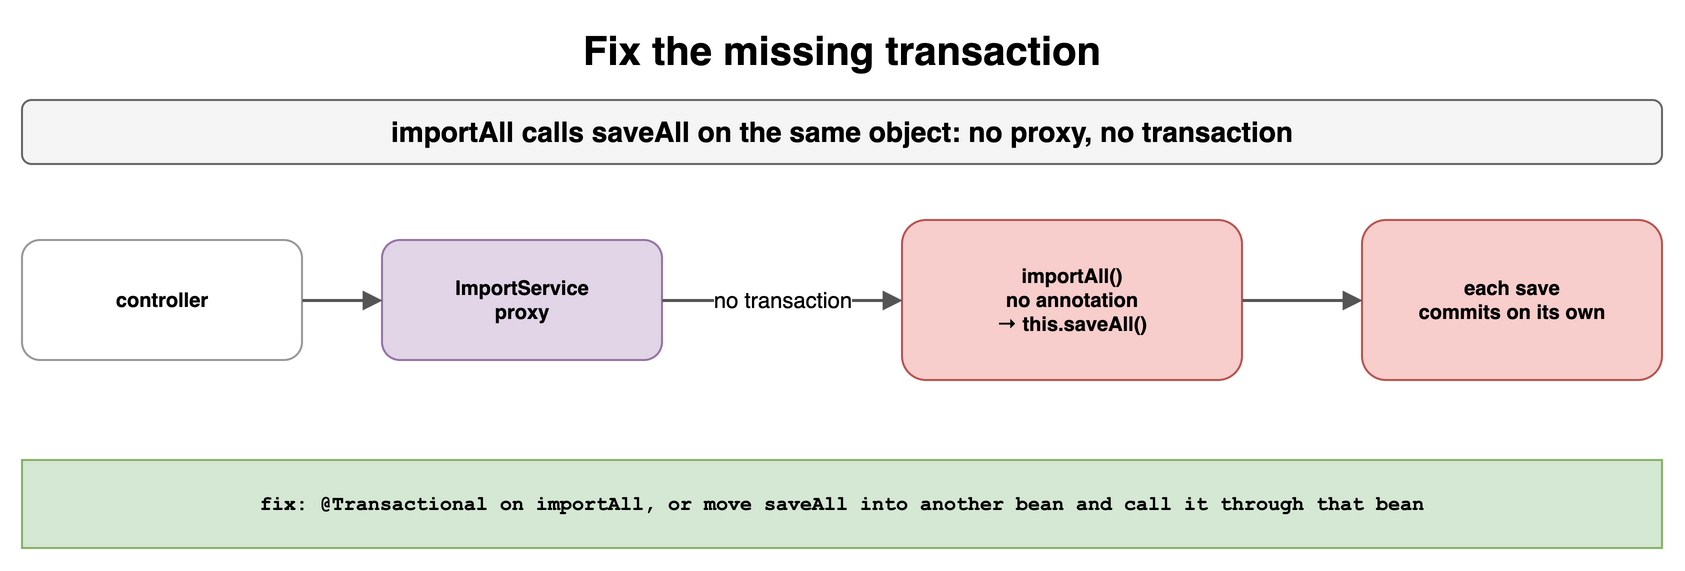 Fix the missing transaction
importAll calls saveAll on the same object: no proxy, no transaction
controller
ImportService
proxy
no transaction
importAll()
no annotation
→ this.saveAll()
each save
commits on its own
fix: @Transactional on importAll, or move saveAll into another bean and call it through that bean